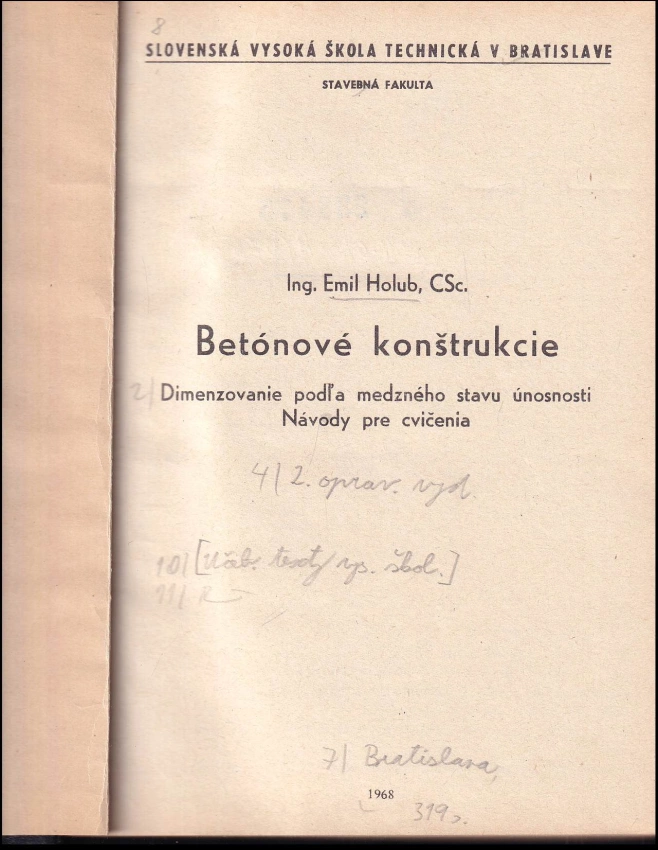 8
SLOVENSKÁ VYSOKÁ ŠKOLA TECHNICKÁ V BRATISLAVE
STAVEBNÁ FAKULTA
Ing. Emil Holub, CSc.
Betónové konštrukcie
2/ Dimenzovanie podľa medzného stavu únosnosti
Návody pre cvičenia
4/ 2. oprav. vyd.
10/ [Učeb. texty vys. škol.]
11/
7/ Bratislava,
1968
319 s.